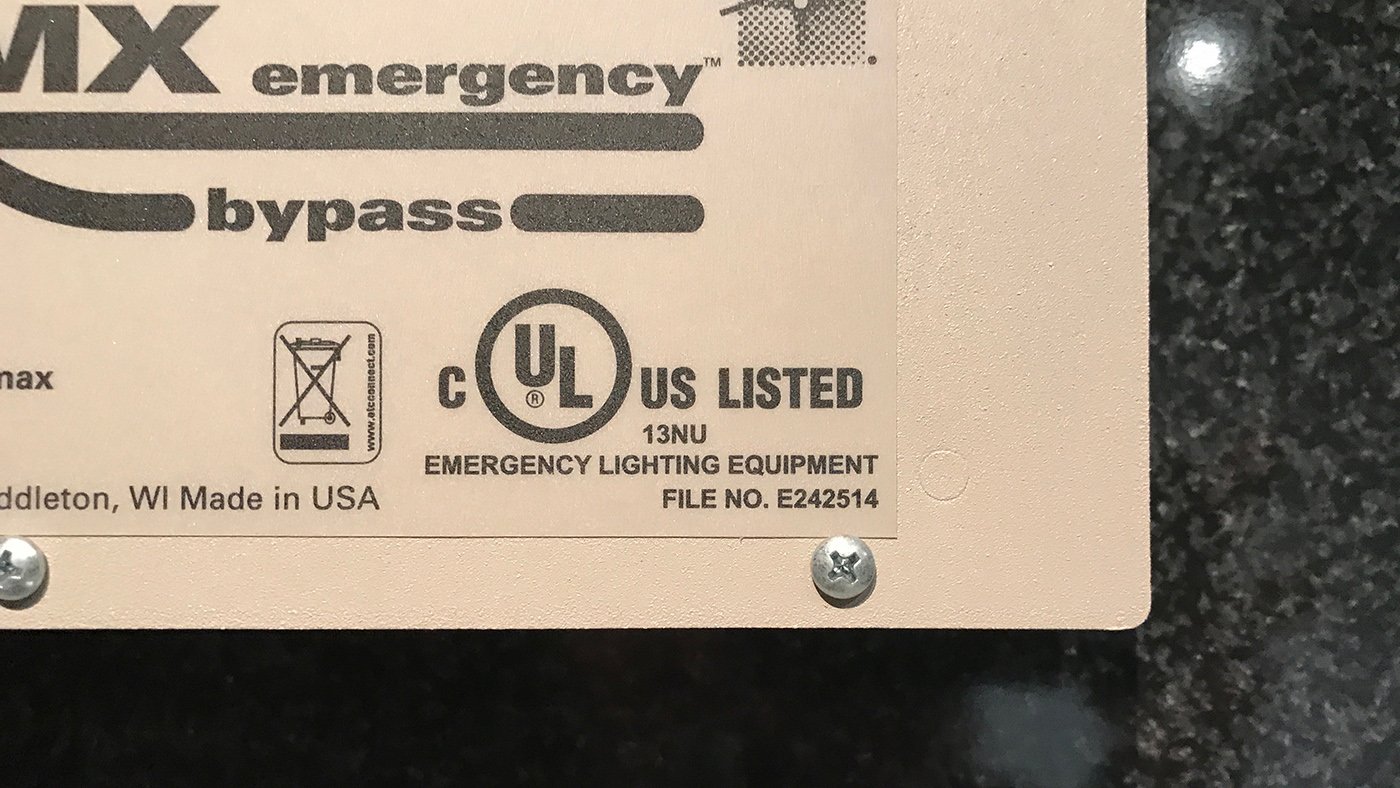 MX emergency™
bypass
www.etcconnect.com
C UL® US LISTED
max
13NU
EMERGENCY LIGHTING EQUIPMENT
ddleton, WI Made in USA
FILE NO. E242514